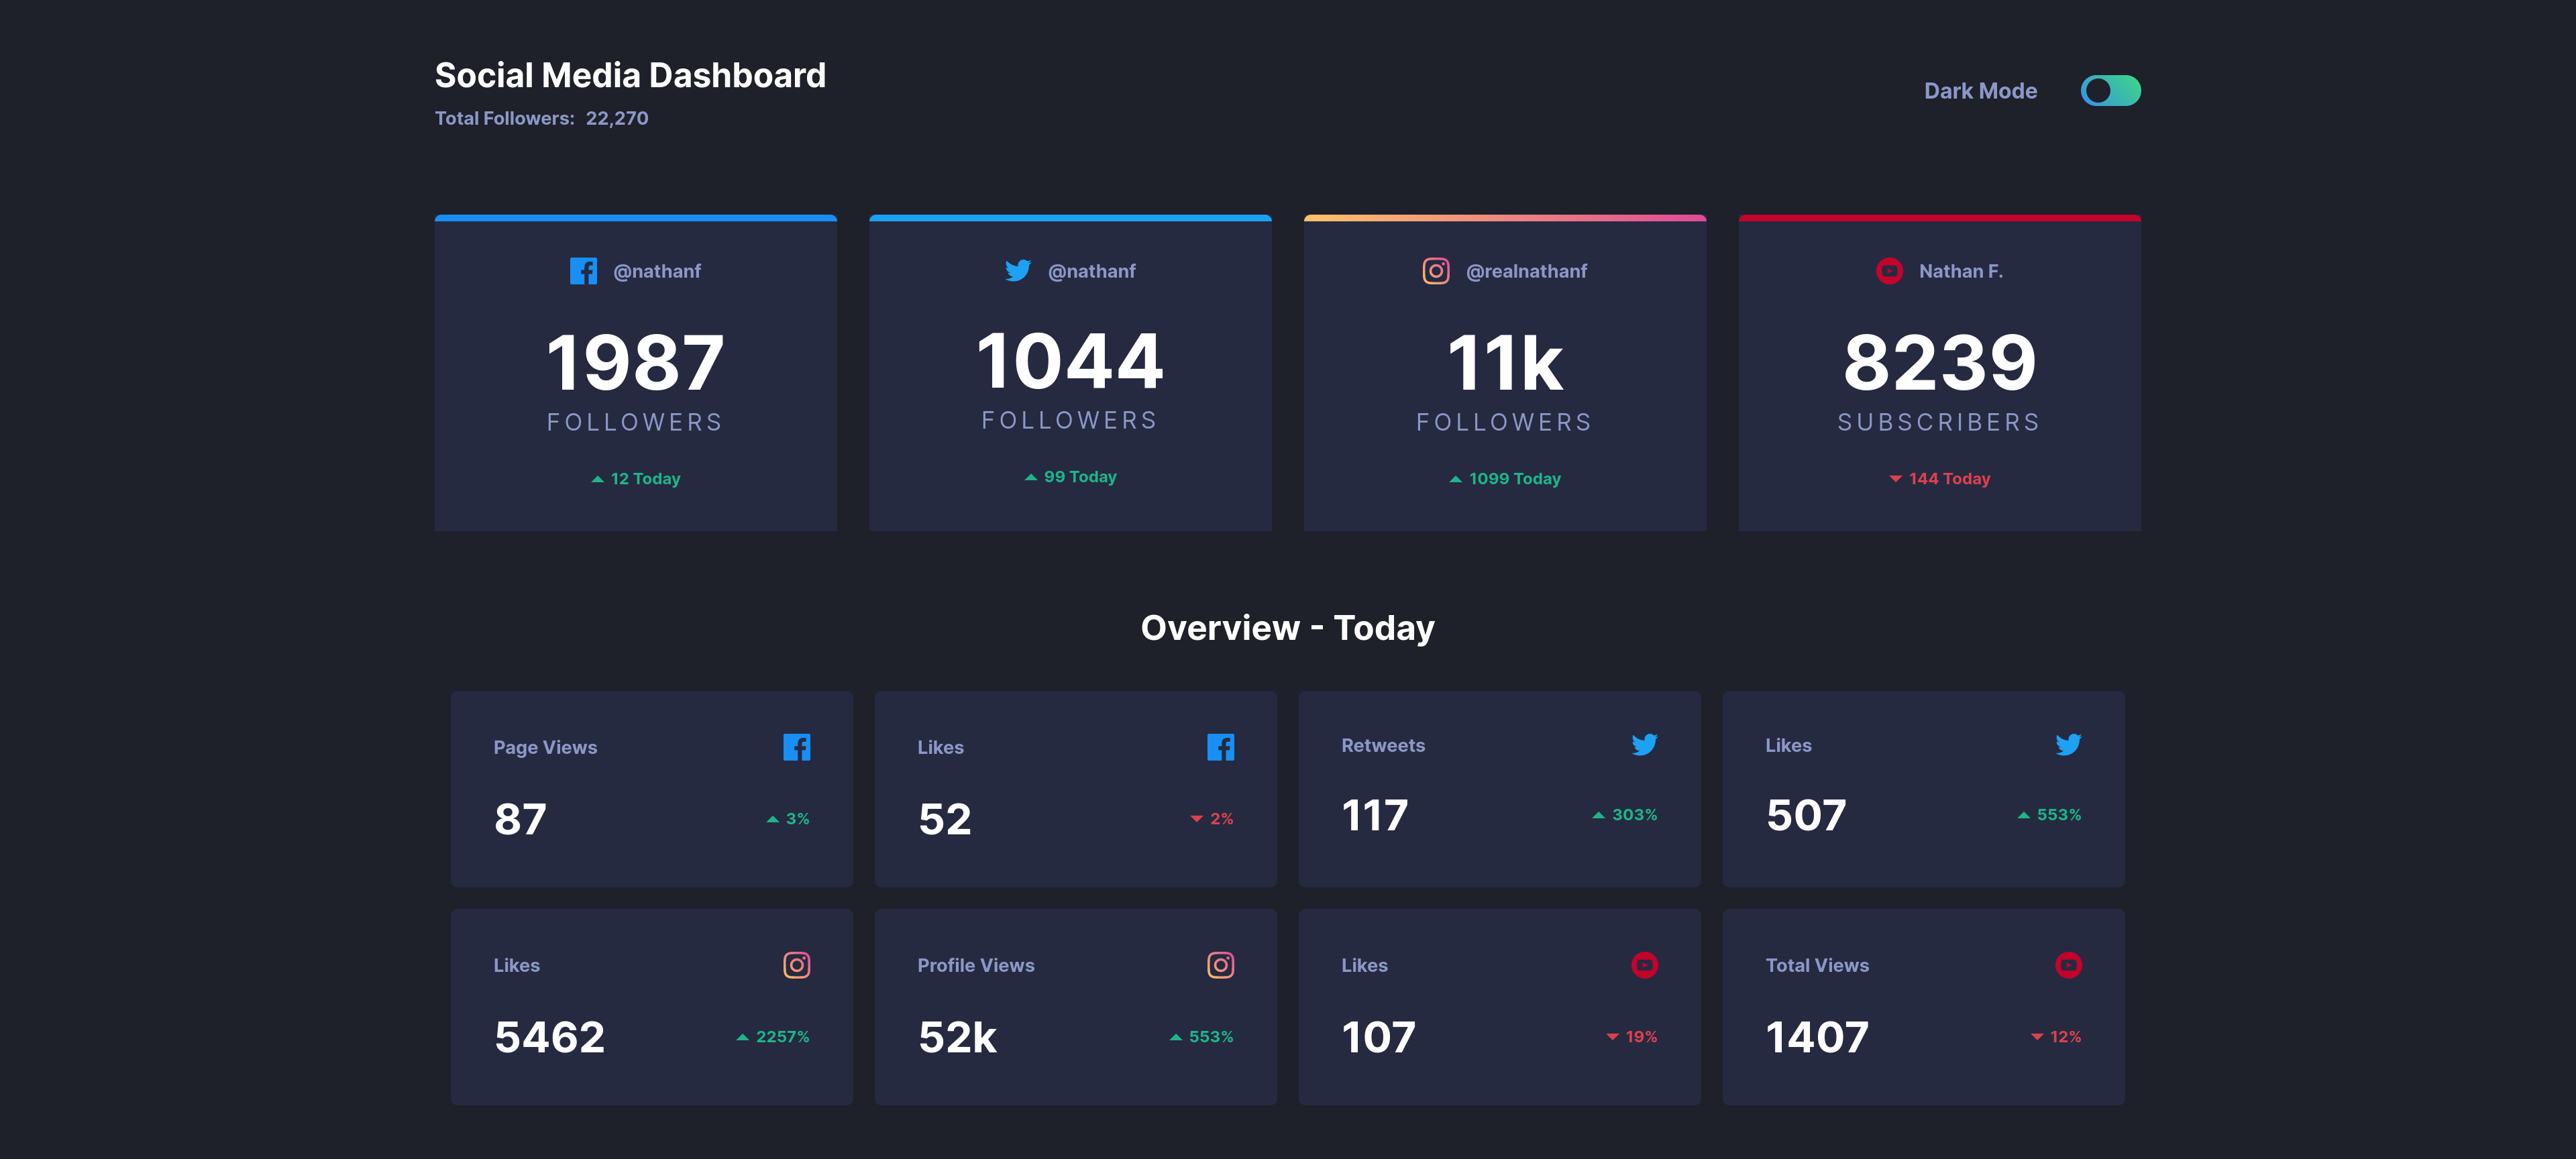 Social Media Dashboard
Total Followers: 22,270
Dark Mode
@nathanf
1987
FOLLOWERS
12 Today
@nathanf
1044
FOLLOWERS
99 Today
@realnathanf
11k
FOLLOWERS
1099 Today
Nathan F.
8239
SUBSCRIBERS
144 Today
Overview - Today
Page Views
87
3%
Likes
52
2%
Retweets
117
303%
Likes
507
553%
Likes
5462
2257%
Profile Views
52k
553%
Likes
107
19%
Total Views
1407
12%